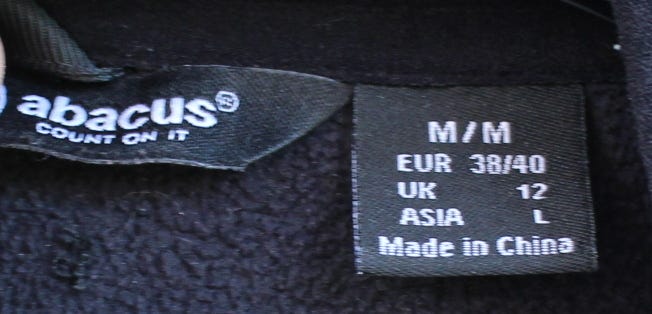 abacus®
COUNT ON IT
M/M
EUR 38/40
UK 12
ASIA L
Made in China